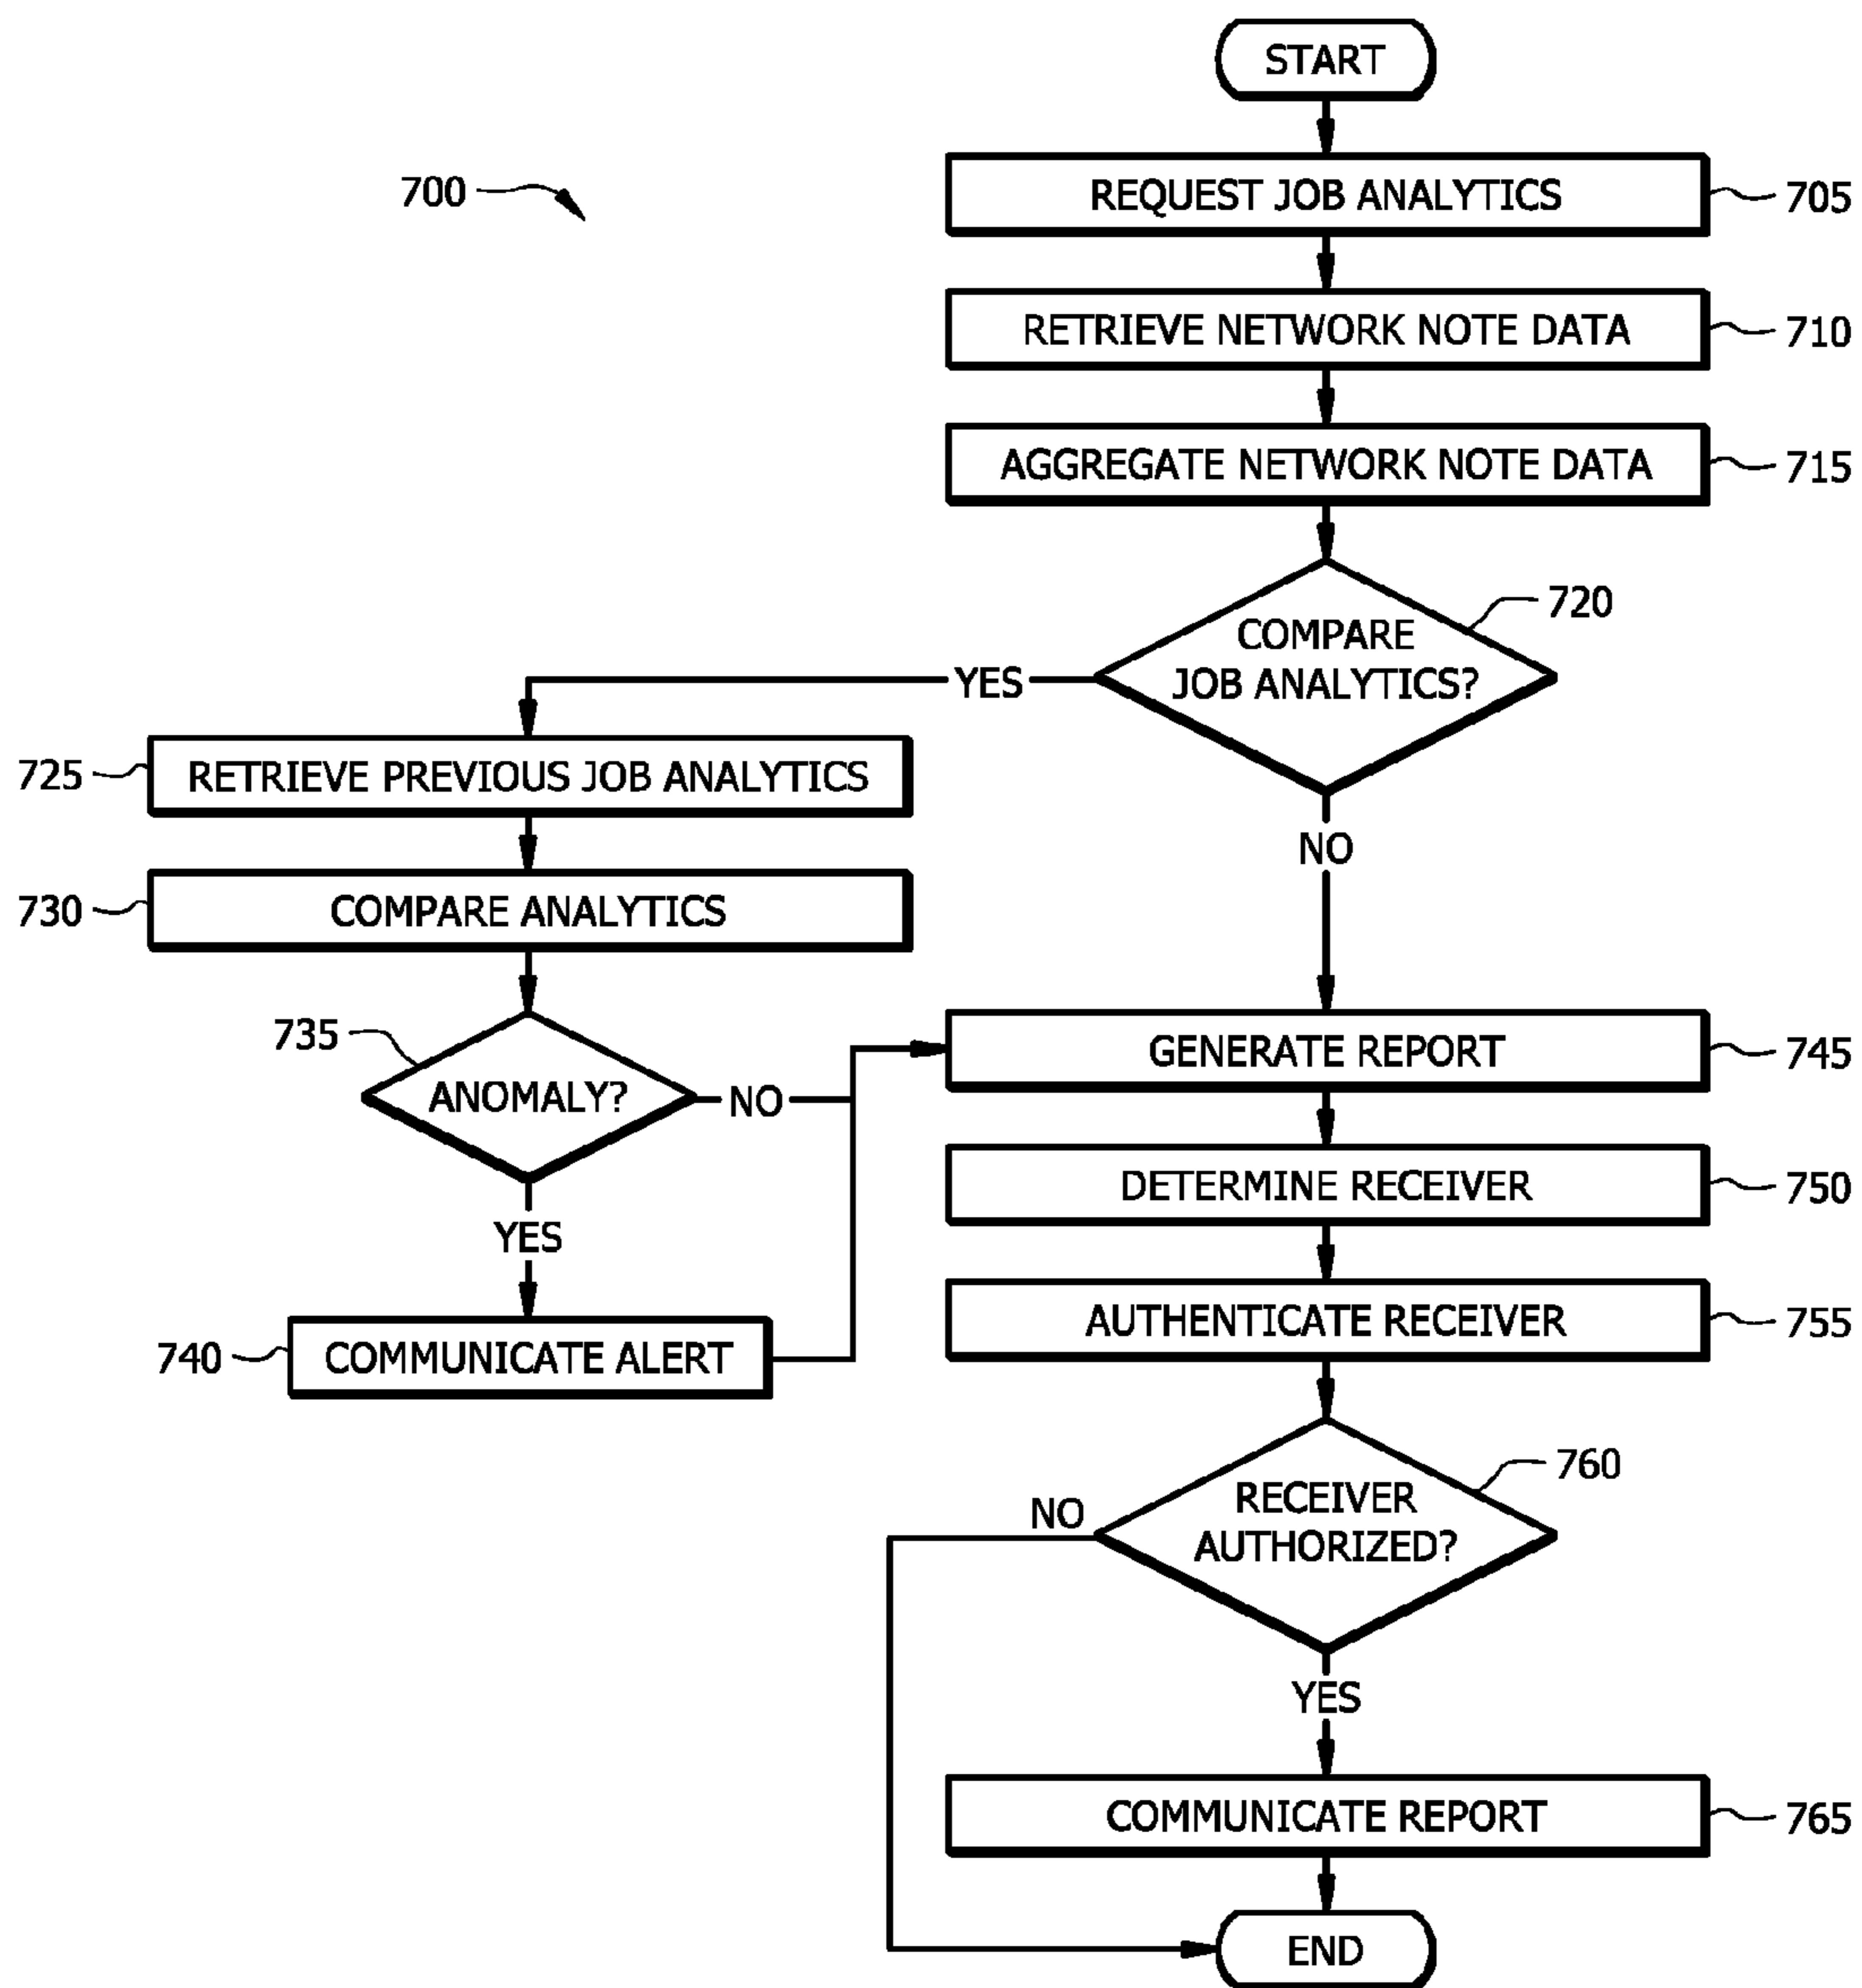 START
700
REQUEST JOB ANALYTICS
705
RETRIEVE NETWORK NOTE DATA
710
AGGREGATE NETWORK NOTE DATA
715
COMPARE
JOB ANALYTICS?
720
YES
NO
725
RETRIEVE PREVIOUS JOB ANALYTICS
730
COMPARE ANALYTICS
735
ANOMALY?
NO
YES
740
COMMUNICATE ALERT
GENERATE REPORT
745
DETERMINE RECEIVER
750
AUTHENTICATE RECEIVER
755
RECEIVER
AUTHORIZED?
760
NO
YES
COMMUNICATE REPORT
765
END